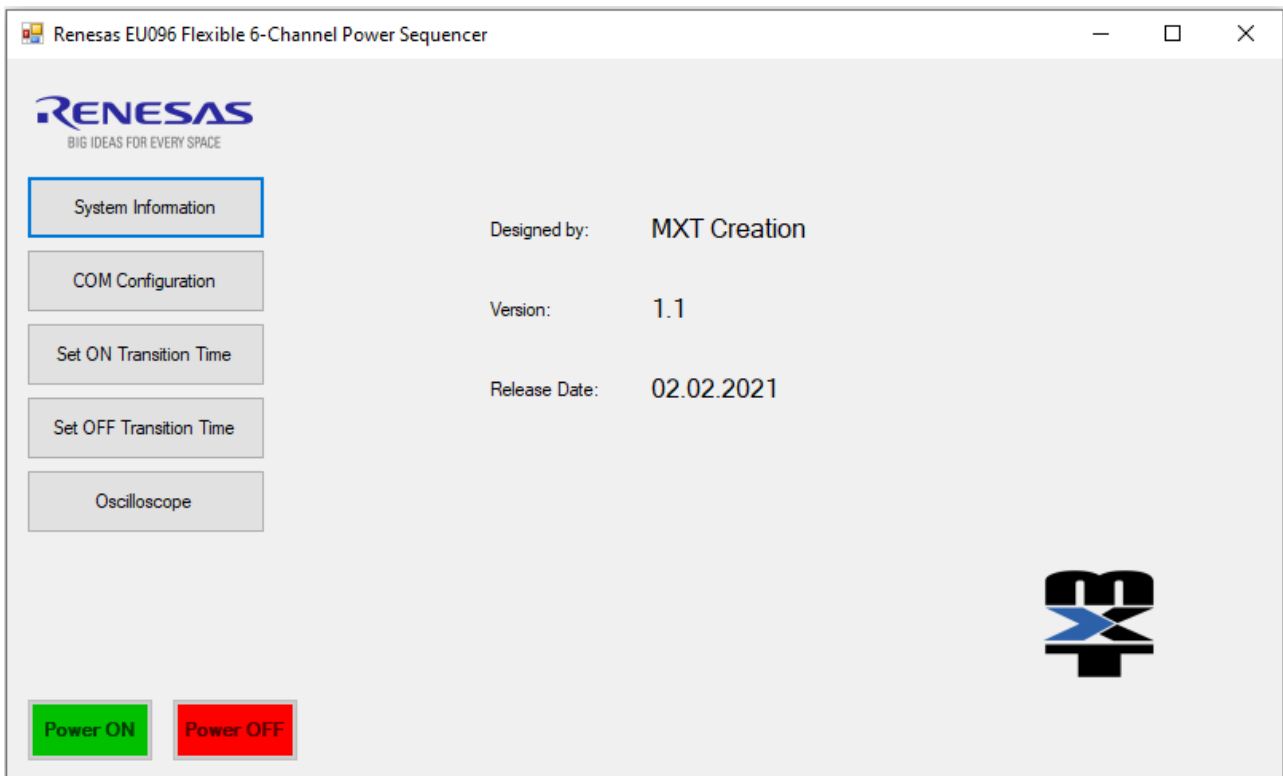 Renesas EU096 Flexible 6-Channel Power Sequencer
RENESAS
BIG IDEAS FOR EVERY SPACE
System Information
COM Configuration
Set ON Transition Time
Set OFF Transition Time
Oscilloscope
Designed by: MXT Creation
Version: 1.1
Release Date: 02.02.2021
mxT
Power ON Power OFF